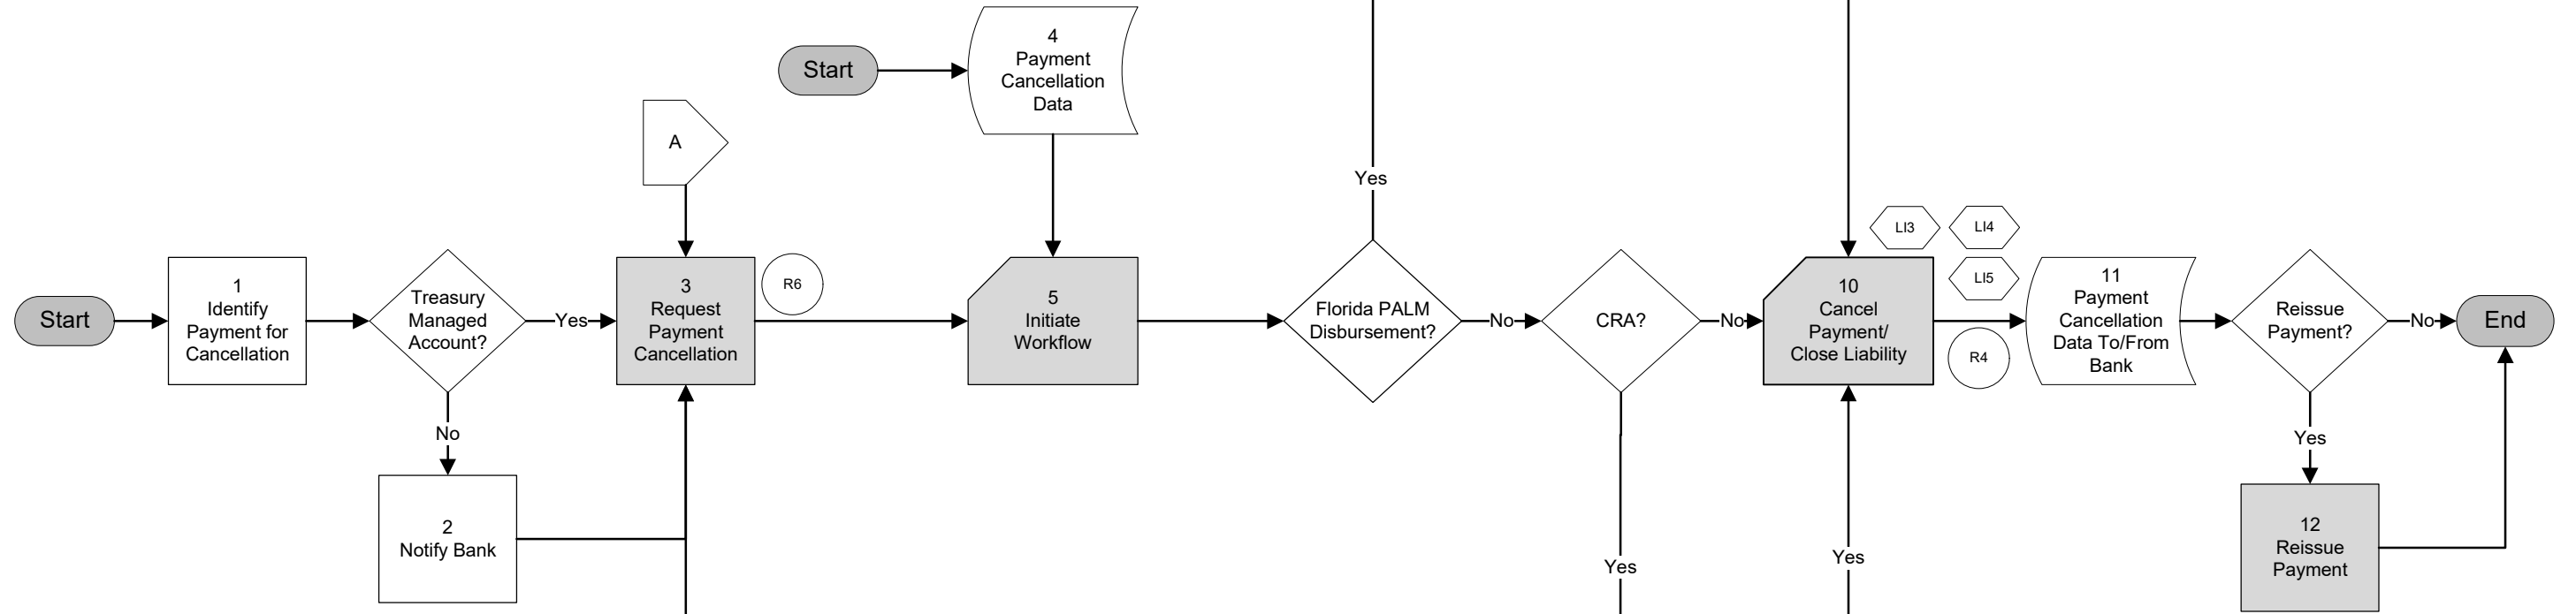 Start
4
Payment
Cancellation
Data
A
Yes
LI3
LI4
Start
1
Identify
Payment for
Cancellation
Treasury
Managed
Account?
Yes
3
Request
Payment
Cancellation
R6
5
Initiate
Workflow
Florida PALM
Disbursement?
No
CRA?
No
10
Cancel
Payment/
Close Liability
LI5
R4
11
Payment
Cancellation
Data To/From
Bank
Reissue
Payment?
No
End
No
Yes
2
Notify Bank
Yes
Yes
12
Reissue
Payment